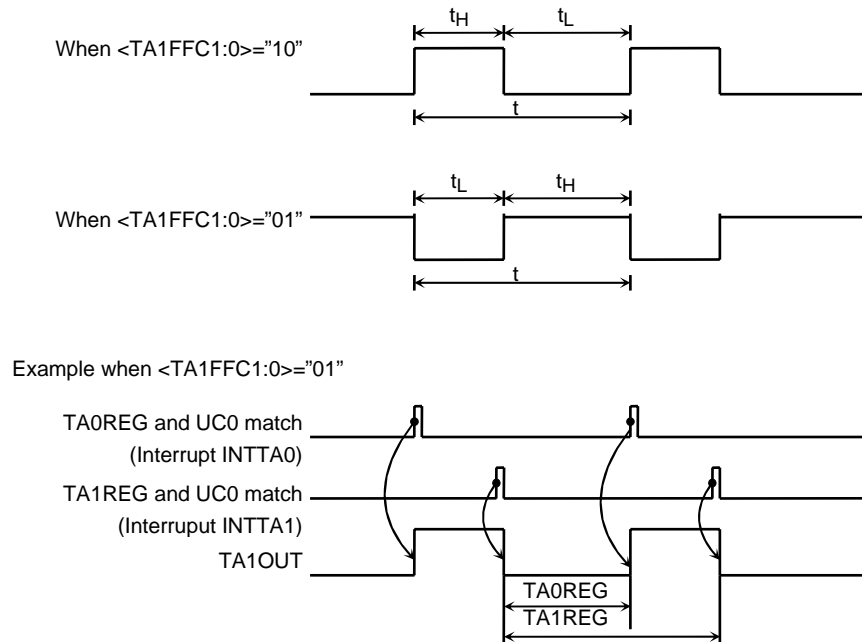 tH tL
When <TA1FFC1:0>=”10”
t
tL tH
When <TA1FFC1:0>=”01”
t
Example when <TA1FFC1:0>=”01”
TA0REG and UC0 match
(Interrupt INTTA0)
TA1REG and UC0 match
(Interruput INTTA1)
TA1OUT
TA0REG
TA1REG